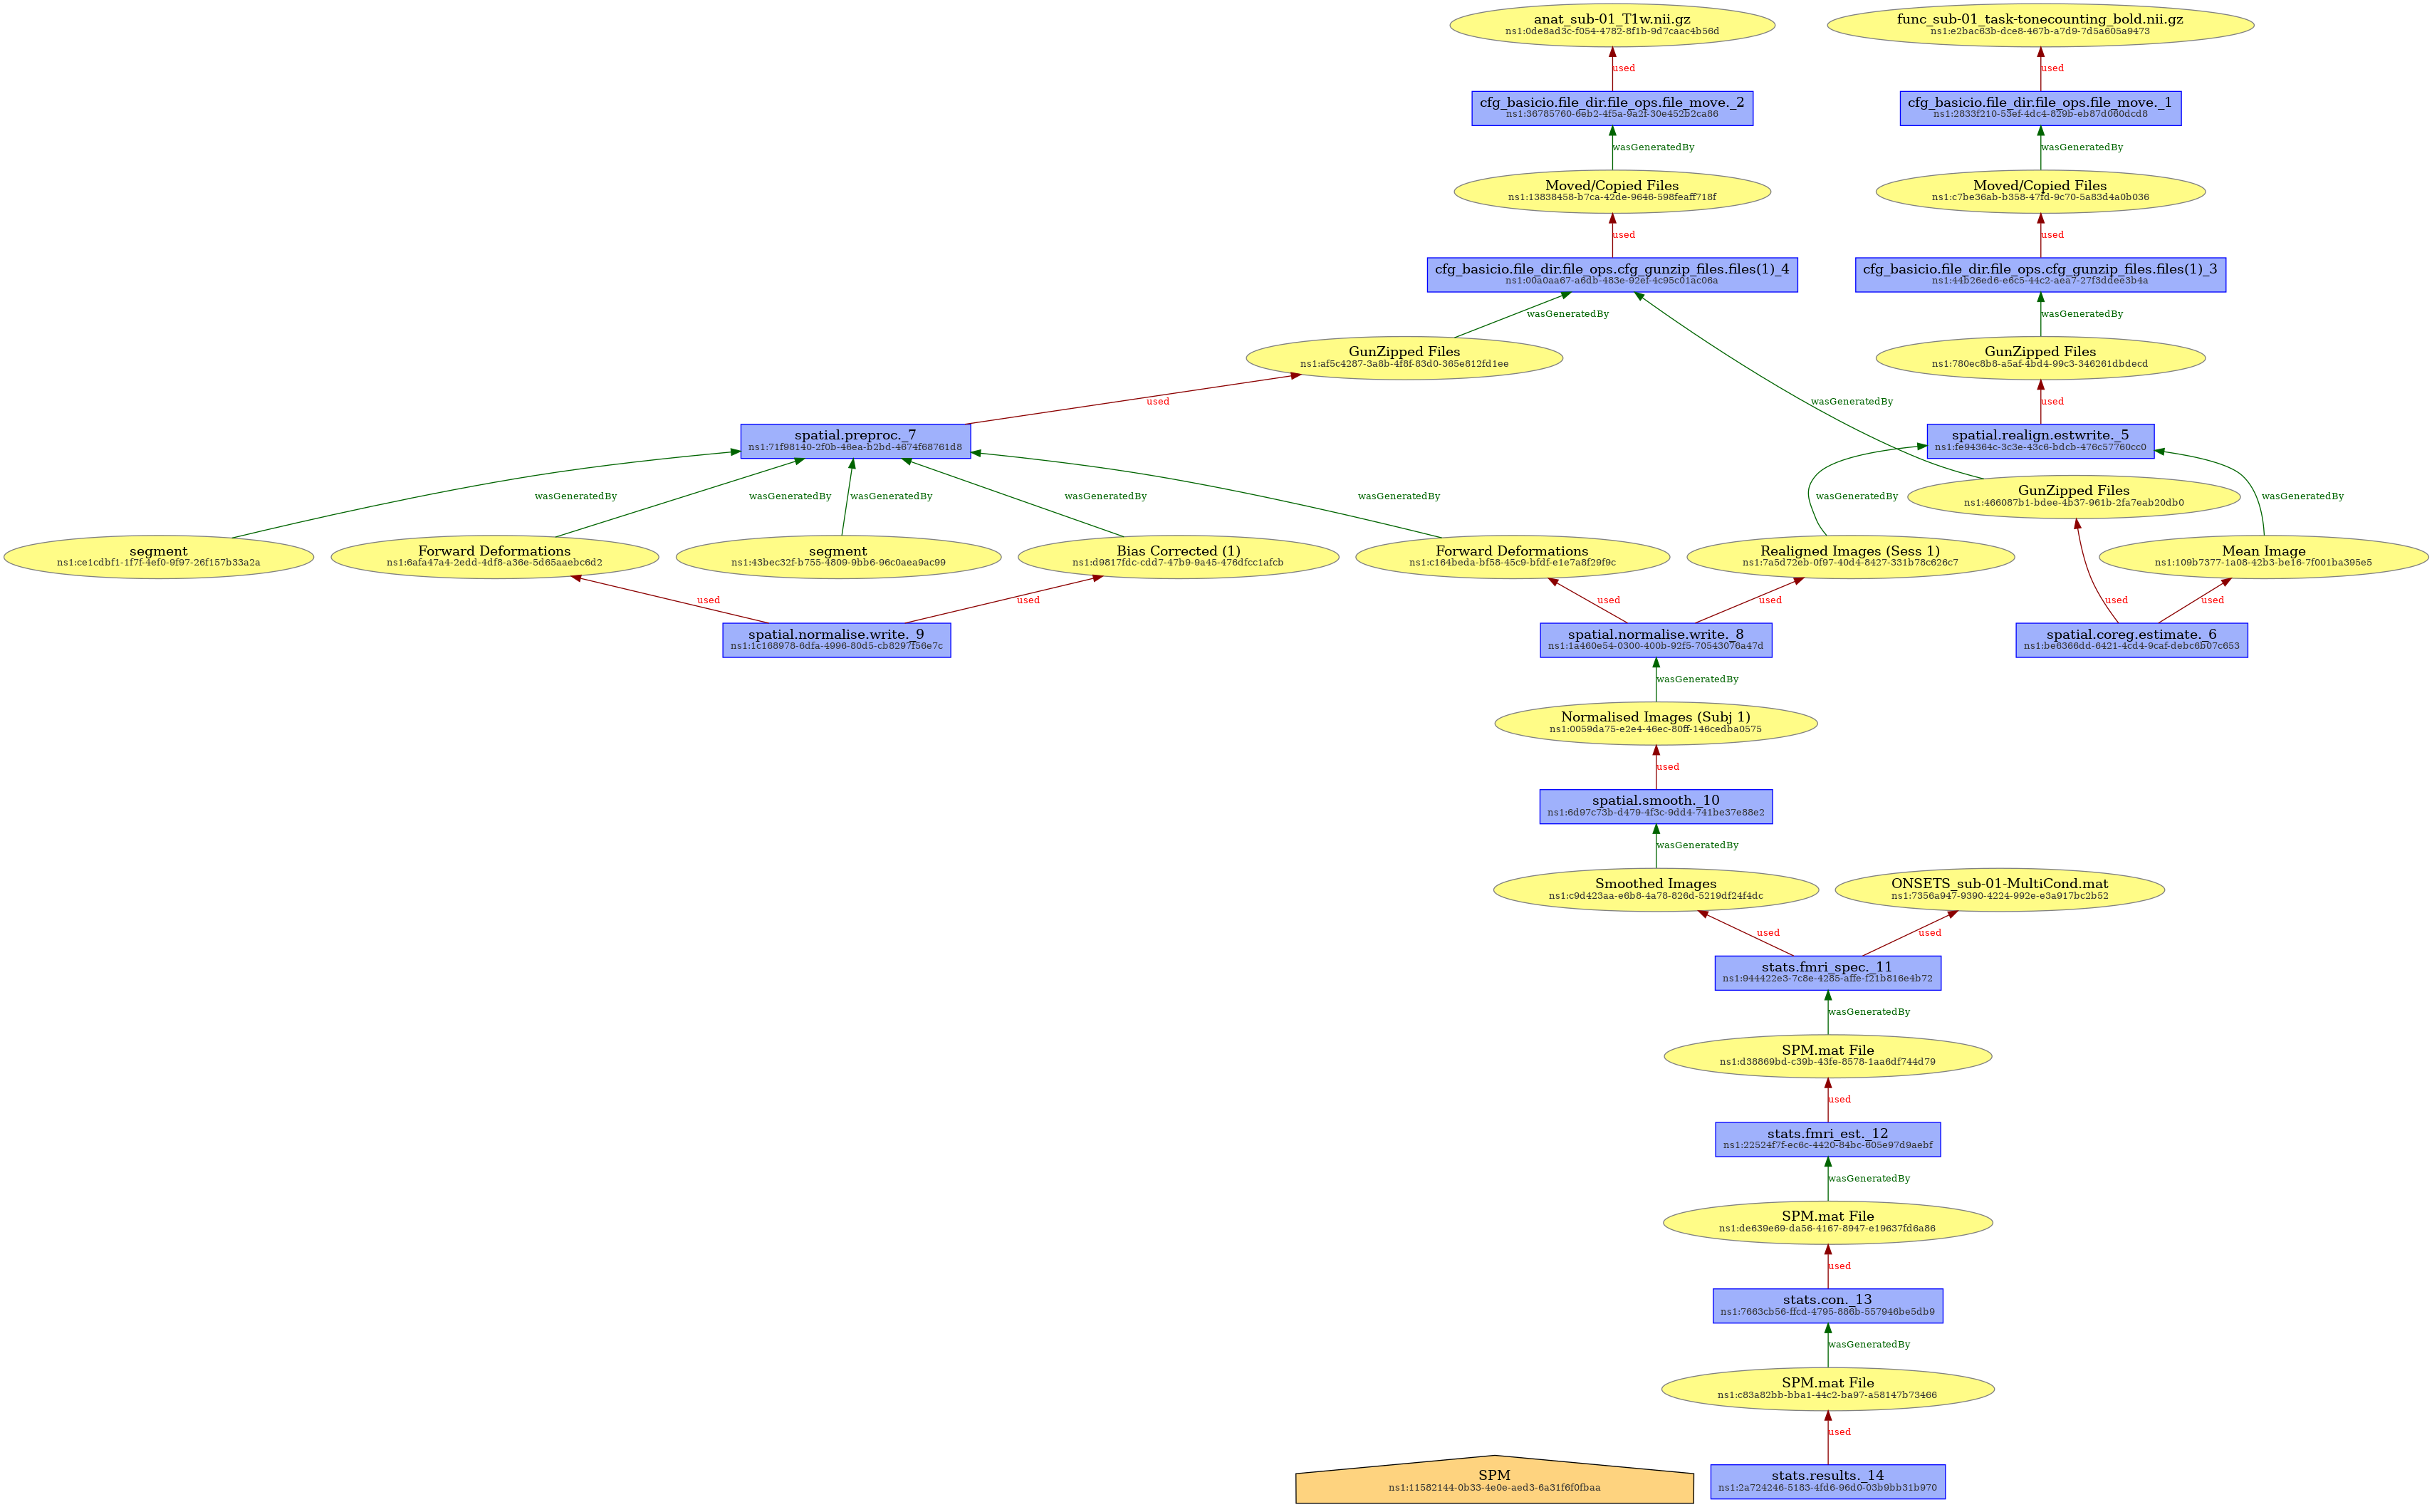 anat_sub-01_T1w.nii.gz
ns1:0de8ad3c-f054-4782-8f1b-9d7caac4b56d
func_sub-01_task-tonecounting_bold.nii.gz
ns1:e2bac63b-dce8-467b-a7d9-7d5a605a9473
used
used
cfg_basicio.file_dir.file_ops.file_move._2
ns1:36785760-6eb2-4f5a-9a2f-30e452b2ca86
cfg_basicio.file_dir.file_ops.file_move._1
ns1:2833f210-53ef-4dc4-829b-eb87d060dcd8
wasGeneratedBy
wasGeneratedBy
Moved/Copied Files
ns1:13838458-b7ca-42de-9646-598feaff718f
Moved/Copied Files
ns1:c7be36ab-b358-47fd-9c70-5a83d4a0b036
used
used
cfg_basicio.file_dir.file_ops.cfg_gunzip_files.files(1)_4
ns1:00a0aa67-a6db-483e-92ef-4c95c01ac06a
cfg_basicio.file_dir.file_ops.cfg_gunzip_files.files(1)_3
ns1:44b26ed6-e6c5-44c2-aea7-27f3ddee3b4a
wasGeneratedBy
wasGeneratedBy
GunZipped Files
ns1:af5c4287-3a8b-4f8f-83d0-365e812fd1ee
GunZipped Files
ns1:780ec8b8-a5af-4bd4-99c3-346261dbdecd
used
wasGeneratedBy
used
spatial.preproc._7
ns1:71f98140-2f0b-46ea-b2bd-4674f68761d8
spatial.realign.estwrite._5
ns1:fe94364c-3c3e-43c6-bdcb-476c57760cc0
wasGeneratedBy
wasGeneratedBy
wasGeneratedBy
wasGeneratedBy
wasGeneratedBy
wasGeneratedBy
GunZipped Files
ns1:466087b1-bdee-4b37-961b-2fa7eab20db0
wasGeneratedBy
segment
ns1:ce1cdbf1-1f7f-4ef0-9f97-26f157b33a2a
Forward Deformations
ns1:6afa47a4-2edd-4df8-a36e-5d65aaebc6d2
segment
ns1:43bec32f-b755-4809-9bb6-96c0aea9ac99
Bias Corrected (1)
ns1:d9817fdc-cdd7-47b9-9a45-476dfcc1afcb
Forward Deformations
ns1:c164beda-bf58-45c9-bfdf-e1e7a8f29f9c
Realigned Images (Sess 1)
ns1:7a5d72eb-0f97-40d4-8427-331b78c626c7
Mean Image
ns1:109b7377-1a08-42b3-be16-7f001ba395e5
used
used
used
used
used
used
spatial.normalise.write._9
ns1:1c168978-6dfa-4996-80d5-cb8297f56e7c
spatial.normalise.write._8
ns1:1a460e54-0300-400b-92f5-70543076a47d
spatial.coreg.estimate._6
ns1:be6366dd-6421-4cd4-9caf-debc6b07c653
wasGeneratedBy
Normalised Images (Subj 1)
ns1:0059da75-e2e4-46ec-80ff-146cedba0575
used
spatial.smooth._10
ns1:6d97c73b-d479-4f3c-9dd4-741be37e88e2
wasGeneratedBy
Smoothed Images
ns1:c9d423aa-e6b8-4a78-826d-5219df24f4dc
ONSETS_sub-01-MultiCond.mat
ns1:7356a947-9390-4224-992e-e3a917bc2b52
used
used
stats.fmri_spec._11
ns1:944422e3-7c8e-4285-affe-f21b816e4b72
wasGeneratedBy
SPM.mat File
ns1:d38869bd-c39b-43fe-8578-1aa6df744d79
used
stats.fmri_est._12
ns1:22524f7f-ec6c-4420-84bc-605e97d9aebf
wasGeneratedBy
SPM.mat File
ns1:de639e69-da56-4167-8947-e19637fd6a86
used
stats.con._13
ns1:7663cb56-ffcd-4795-886b-557946be5db9
wasGeneratedBy
SPM.mat File
ns1:c83a82bb-bba1-44c2-ba97-a58147b73466
used
SPM
ns1:11582144-0b33-4e0e-aed3-6a31f6f0fbaa
stats.results._14
ns1:2a724246-5183-4fd6-96d0-03b9bb31b970